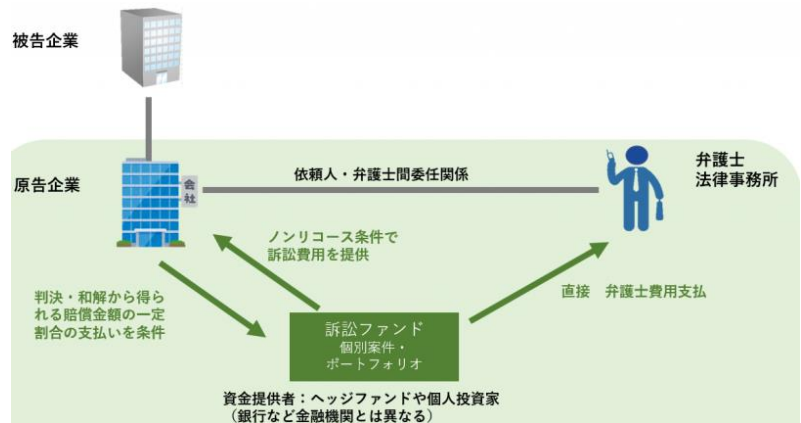 被告企業
原告企業
会
社
依頼人・弁護士間委任関係
弁護士
法律事務所
ノンリコース条件で
訴訟費用を提供
判決・和解から得ら
れる賠償金額の一定
割合の支払いを条件
直接　弁護士費用支払
訴訟ファンド
個別案件・
ポートフォリオ
資金提供者：ヘッジファンドや個人投資家
（銀行など金融機関とは異なる）